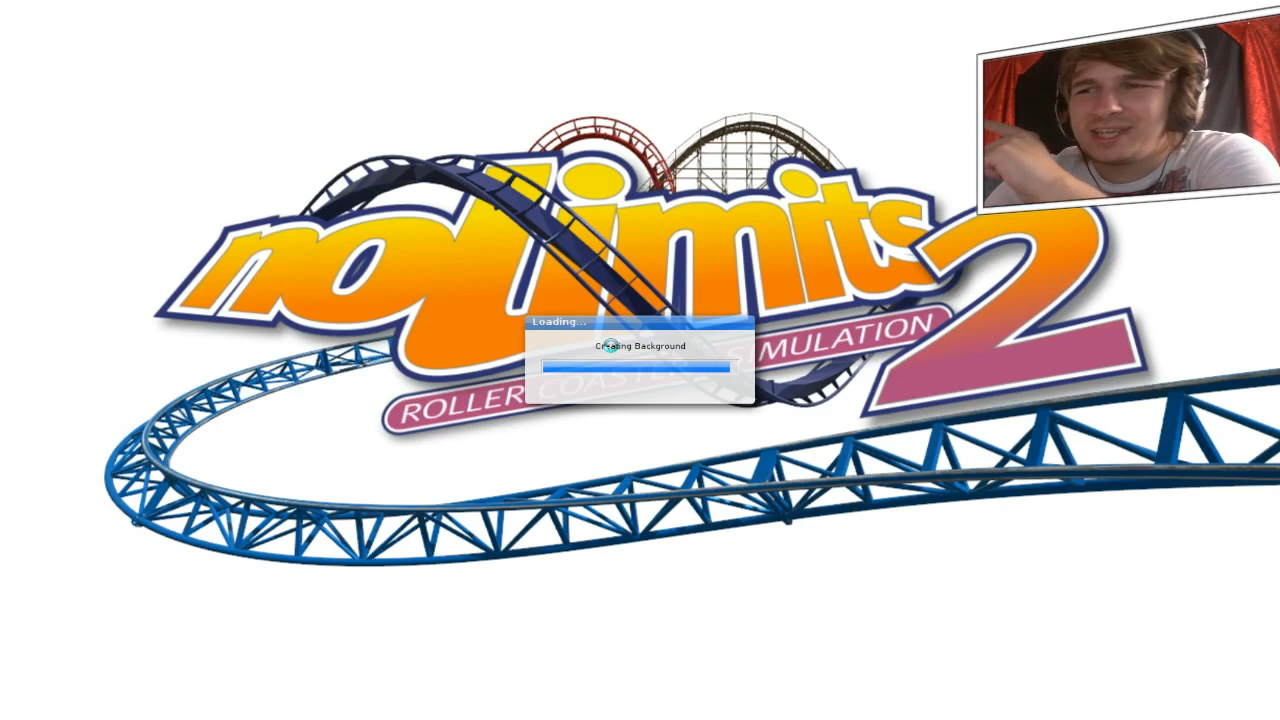 noLimits 2
ROLLER COASTER SIMULATION
Loading...
Creating Background